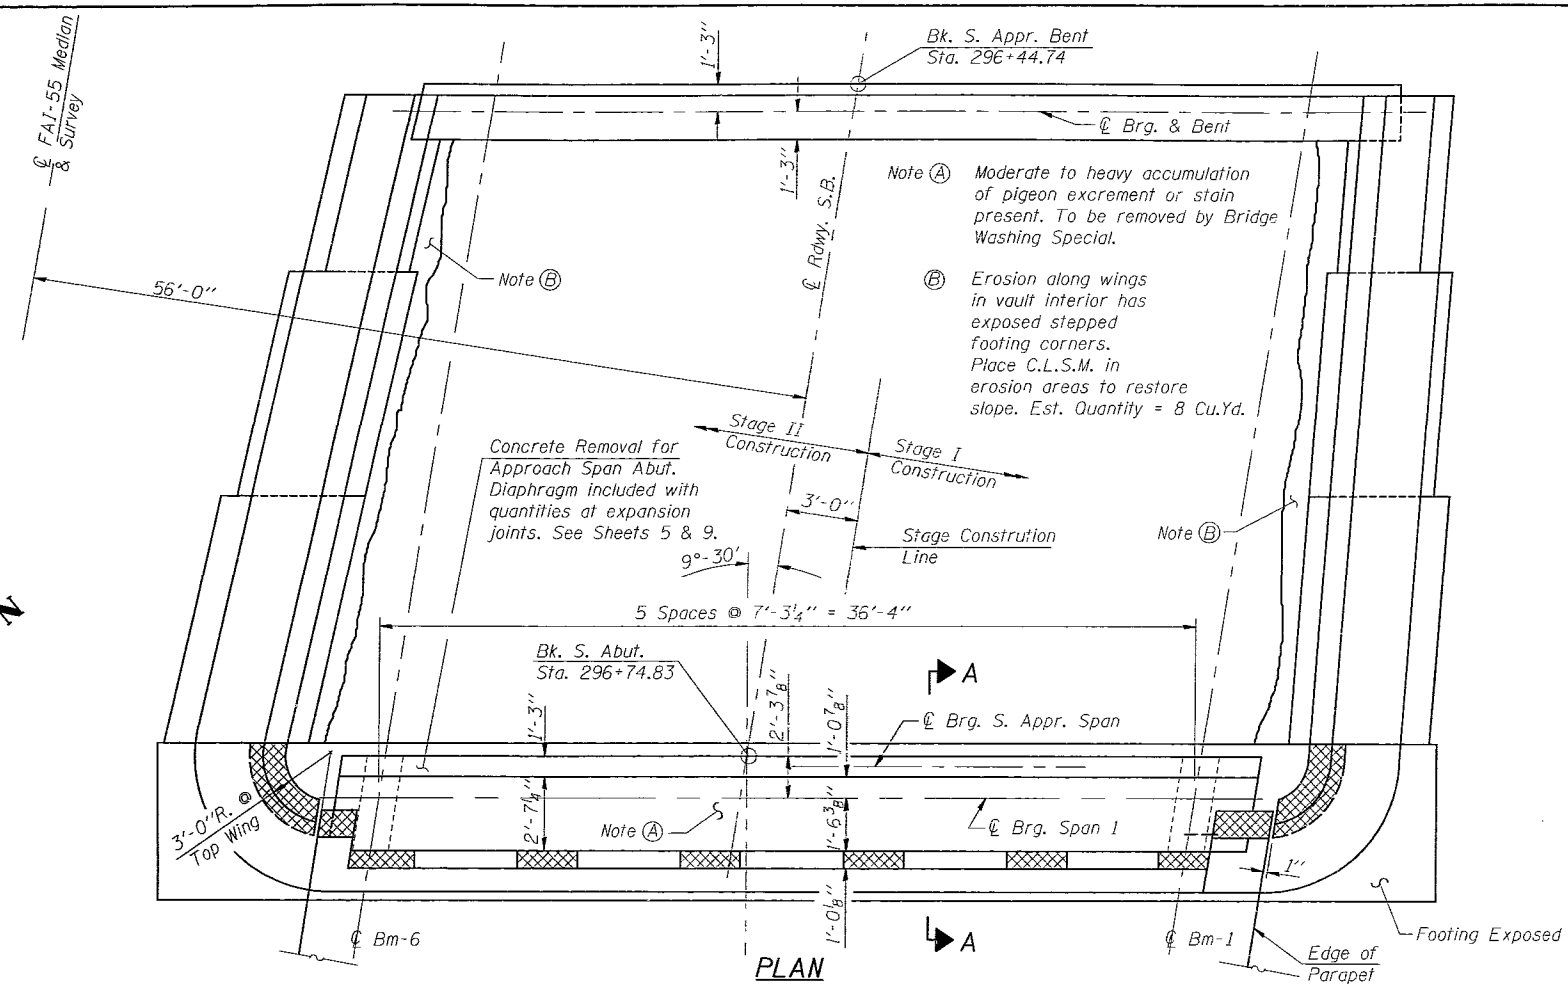 ℄ FAI-55 Median
& Survey
1'-3"
Bk. S. Appr. Bent
Sta. 296+44.74
℄ Brg. & Bent
1'-3"
Note Ⓐ Moderate to heavy accumulation
of pigeon excrement or stain
present. To be removed by Bridge
Washing Special.
℄ Rdwy. S.B.
Note Ⓑ
Ⓑ Erosion along wings
in vault interior has
exposed stepped
footing corners.
Place C.L.S.M. in
erosion areas to restore
slope. Est. Quantity = 8 Cu.Yd.
56'-0"
Stage II
Construction
Stage I
Construction
Concrete Removal for
Approach Span Abut.
Diaphragm included with
quantities at expansion
joints. See Sheets 5 & 9.
3'-0"
Note Ⓑ
Stage Constrution
Line
9°-30'
N
5 Spaces @ 7'-3¼" = 36'-4"
Bk. S. Abut.
Sta. 296+74.83
A
1'-3"
2'-3⅞"
1'-0⅞"
℄ Brg. S. Appr. Span
3'-0"R. @
Top Wing
2'-7¼"
Note Ⓐ
1'-6⅜"
℄ Brg. Span 1
1"
1'-0⅛"
℄ Bm-6
A
℄ Bm-1
Footing Exposed
Edge of
Parapet
PLAN